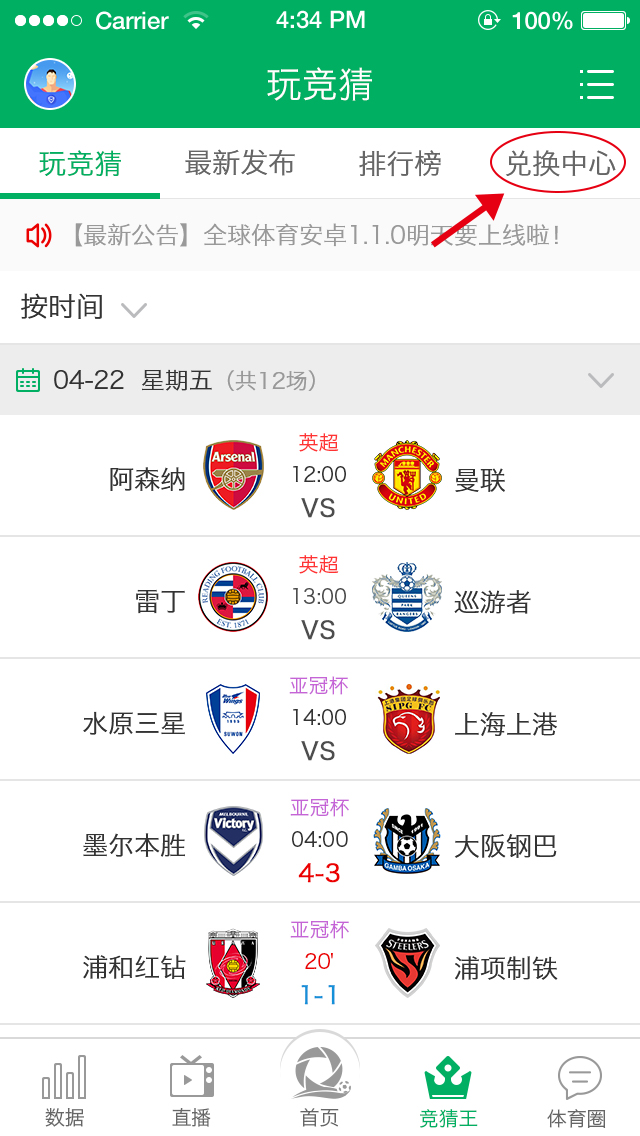 Carrier 4:34 PM 100%
玩竞猜
玩竞猜 最新发布 排行榜 兑换中心
【最新公告】全球体育安卓1.1.0明天要上线啦!
按时间
04-22 星期五 (共12场)
英超
阿森纳 Arsenal 12:00 MANCHESTER UNITED 曼联
VS
英超
雷丁 READING FOOTBALL CLUB EST. 1871 13:00 QUEENS PARK RANGERS 巡游者
VS
亚冠杯
水原三星 SUWON 14:00 SIPG FC 上海上港
VS
亚冠杯
墨尔本胜 MELBOURNE Victory 04:00 GAMBA OSAKA 大阪钢巴
4-3
亚冠杯
浦和红钻 20' STEELERS 浦项制铁
1-1
数据 直播 首页 竞猜王 体育圈